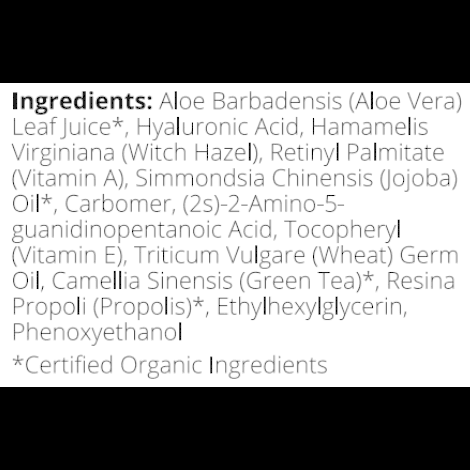 Ingredients: Aloe Barbadensis (Aloe Vera)
Leaf Juice*, Hyaluronic Acid, Hamamelis
Virginiana (Witch Hazel), Retinyl Palmitate
(Vitamin A), Simmondsia Chinensis (Jojoba)
Oil*, Carbomer, (2s)-2-Amino-5-
guanidinopentanoic Acid, Tocopheryl
(Vitamin E), Triticum Vulgare (Wheat) Germ
Oil, Camellia Sinensis (Green Tea)*, Resina
Propoli (Propolis)*, Ethylhexylglycerin,
Phenoxyethanol
*Certified Organic Ingredients